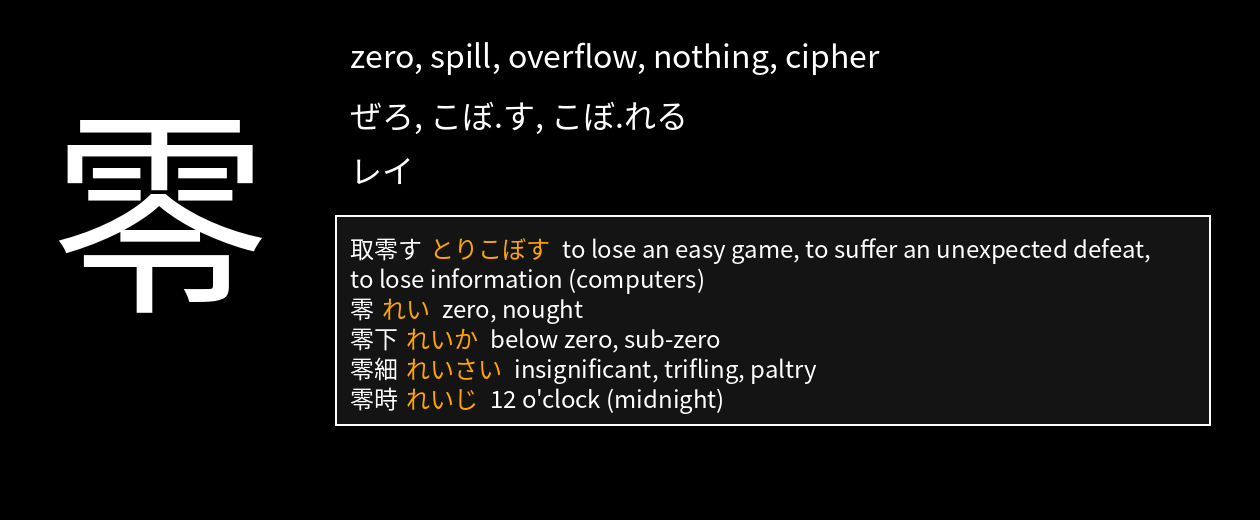 零
zero, spill, overflow, nothing, cipher
ぜろ, こぼ.す, こぼ.れる
レイ
取零す とりこぼす to lose an easy game, to suffer an unexpected defeat,
to lose information (computers)
零 れい zero, nought
零下 れいか below zero, sub-zero
零細 れいさい insignificant, trifling, paltry
零時 れいじ 12 o'clock (midnight)